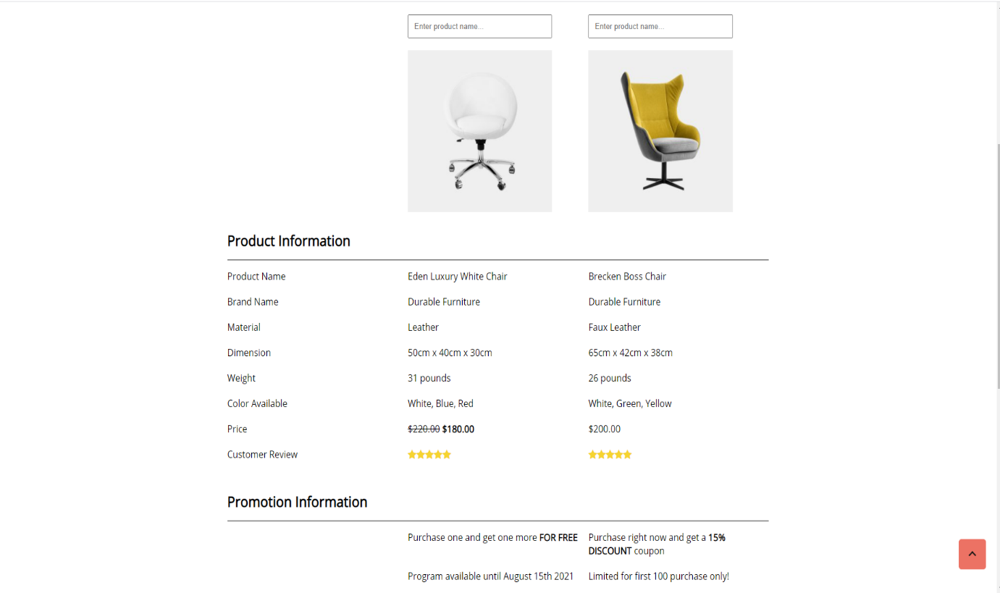 Enter product name... Enter product name...
Product Information
Product Name Eden Luxury White Chair Brecken Boss Chair
Brand Name Durable Furniture Durable Furniture
Material Leather Faux Leather
Dimension 50cm x 40cm x 30cm 65cm x 42cm x 38cm
Weight 31 pounds 26 pounds
Color Available White, Blue, Red White, Green, Yellow
Price $220.00 $180.00 $200.00
Customer Review
Promotion Information
Purchase one and get one more FOR FREE Purchase right now and get a 15%
DISCOUNT coupon
Program available until August 15th 2021 Limited for first 100 purchase only!